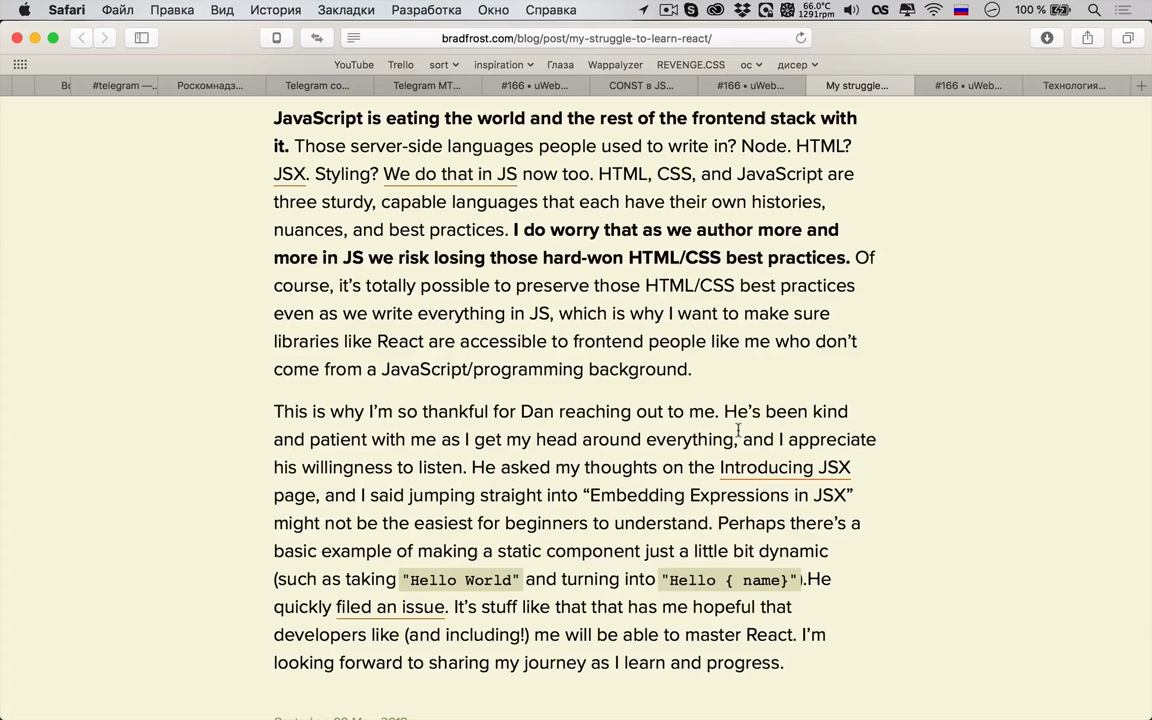 Safari Файл Правка Вид История Закладки Разработка Окно Справка 66.0°C 1291rpm 100 %
bradfrost.com/blog/post/my-struggle-to-learn-react/
YouTube Trello sort inspiration Глаза Wappalyzer REVENGE.CSS ос дисер
Вс #telegram —... Роскомнадз... Telegram co... Telegram MT... #166 • uWeb... CONST в JS... #166 • uWeb... My struggle... #166 • uWeb... Технология...
JavaScript is eating the world and the rest of the frontend stack with
it. Those server-side languages people used to write in? Node. HTML?
JSX. Styling? We do that in JS now too. HTML, CSS, and JavaScript are
three sturdy, capable languages that each have their own histories,
nuances, and best practices. I do worry that as we author more and
more in JS we risk losing those hard-won HTML/CSS best practices. Of
course, it’s totally possible to preserve those HTML/CSS best practices
even as we write everything in JS, which is why I want to make sure
libraries like React are accessible to frontend people like me who don’t
come from a JavaScript/programming background.
This is why I’m so thankful for Dan reaching out to me. He’s been kind
and patient with me as I get my head around everything, and I appreciate
his willingness to listen. He asked my thoughts on the Introducing JSX
page, and I said jumping straight into “Embedding Expressions in JSX”
might not be the easiest for beginners to understand. Perhaps there’s a
basic example of making a static component just a little bit dynamic
(such as taking "Hello World" and turning into "Hello { name}").He
quickly filed an issue. It’s stuff like that that has me hopeful that
developers like (and including!) me will be able to master React. I’m
looking forward to sharing my journey as I learn and progress.